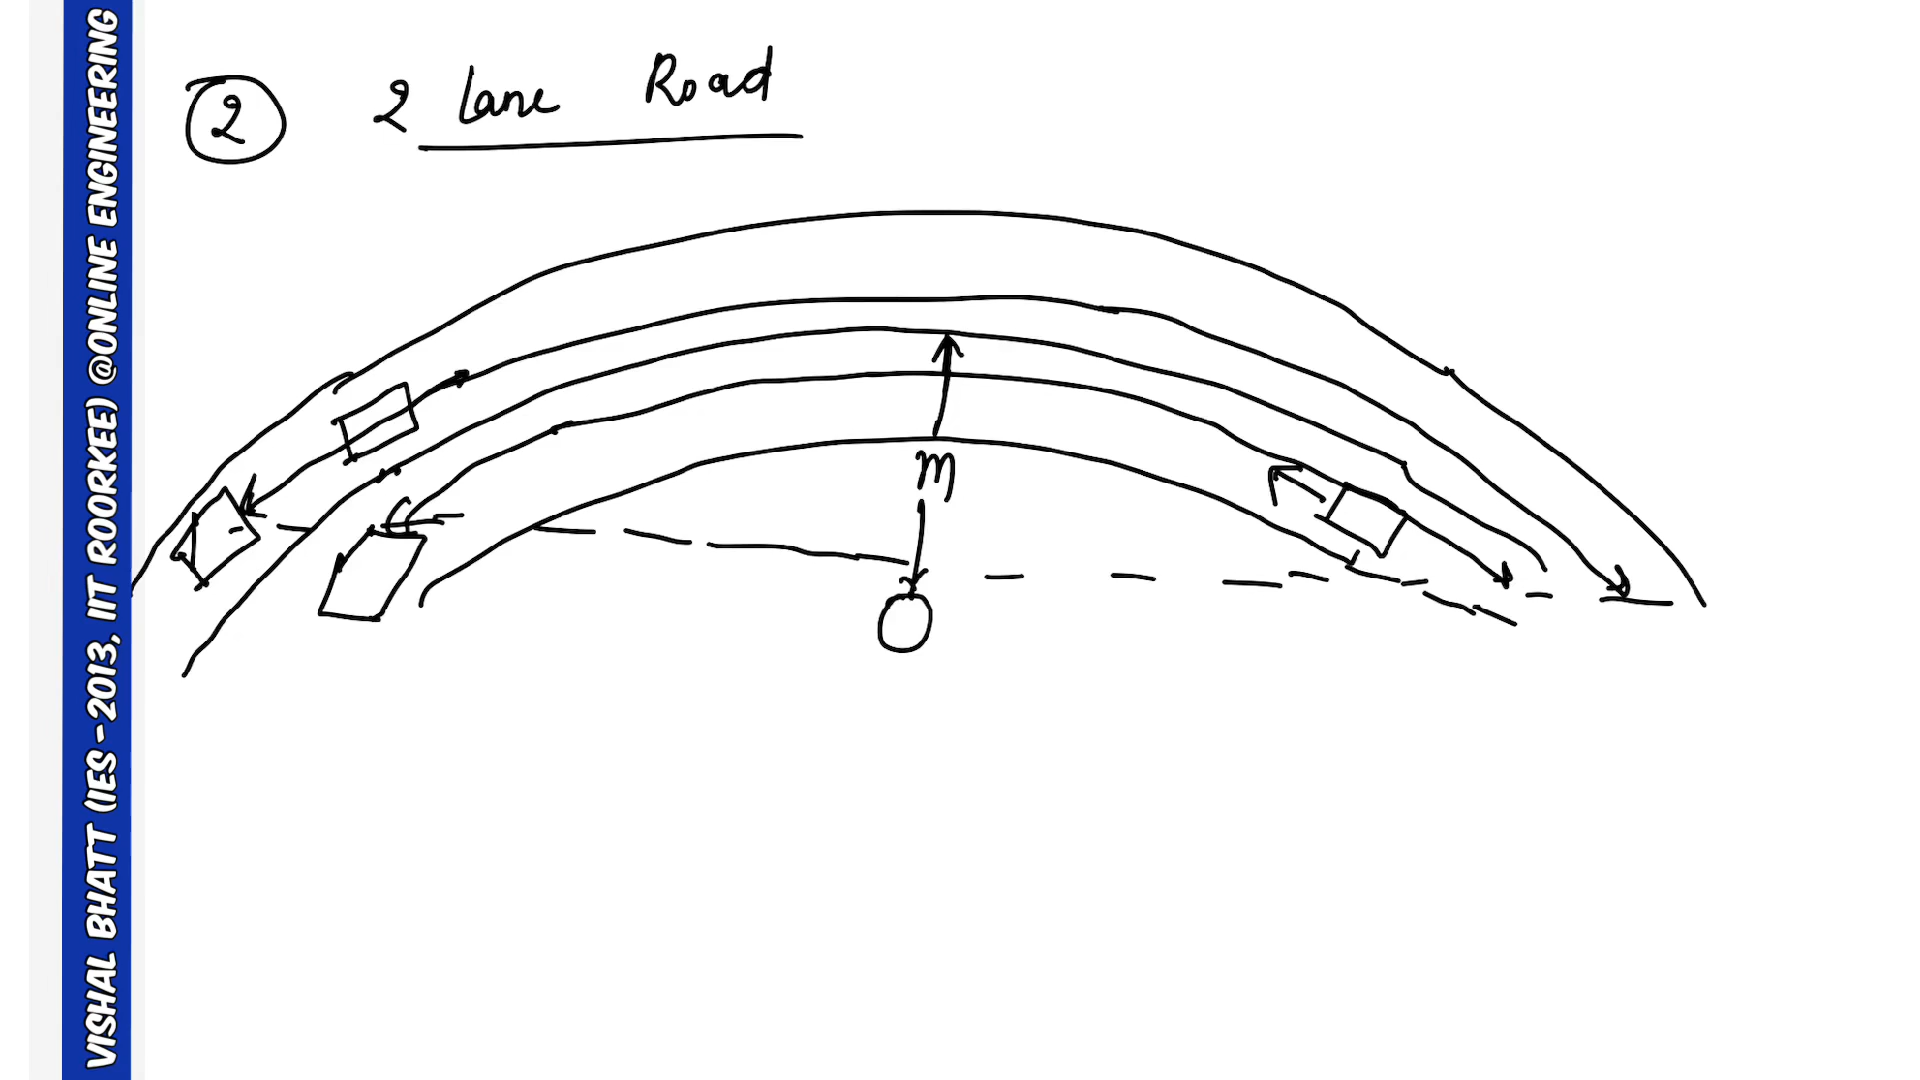 VISHAL BHATT (IES-2013, IIT ROORKEE) @ONLINE ENGINEERING
2 2 Lane Road
m
O